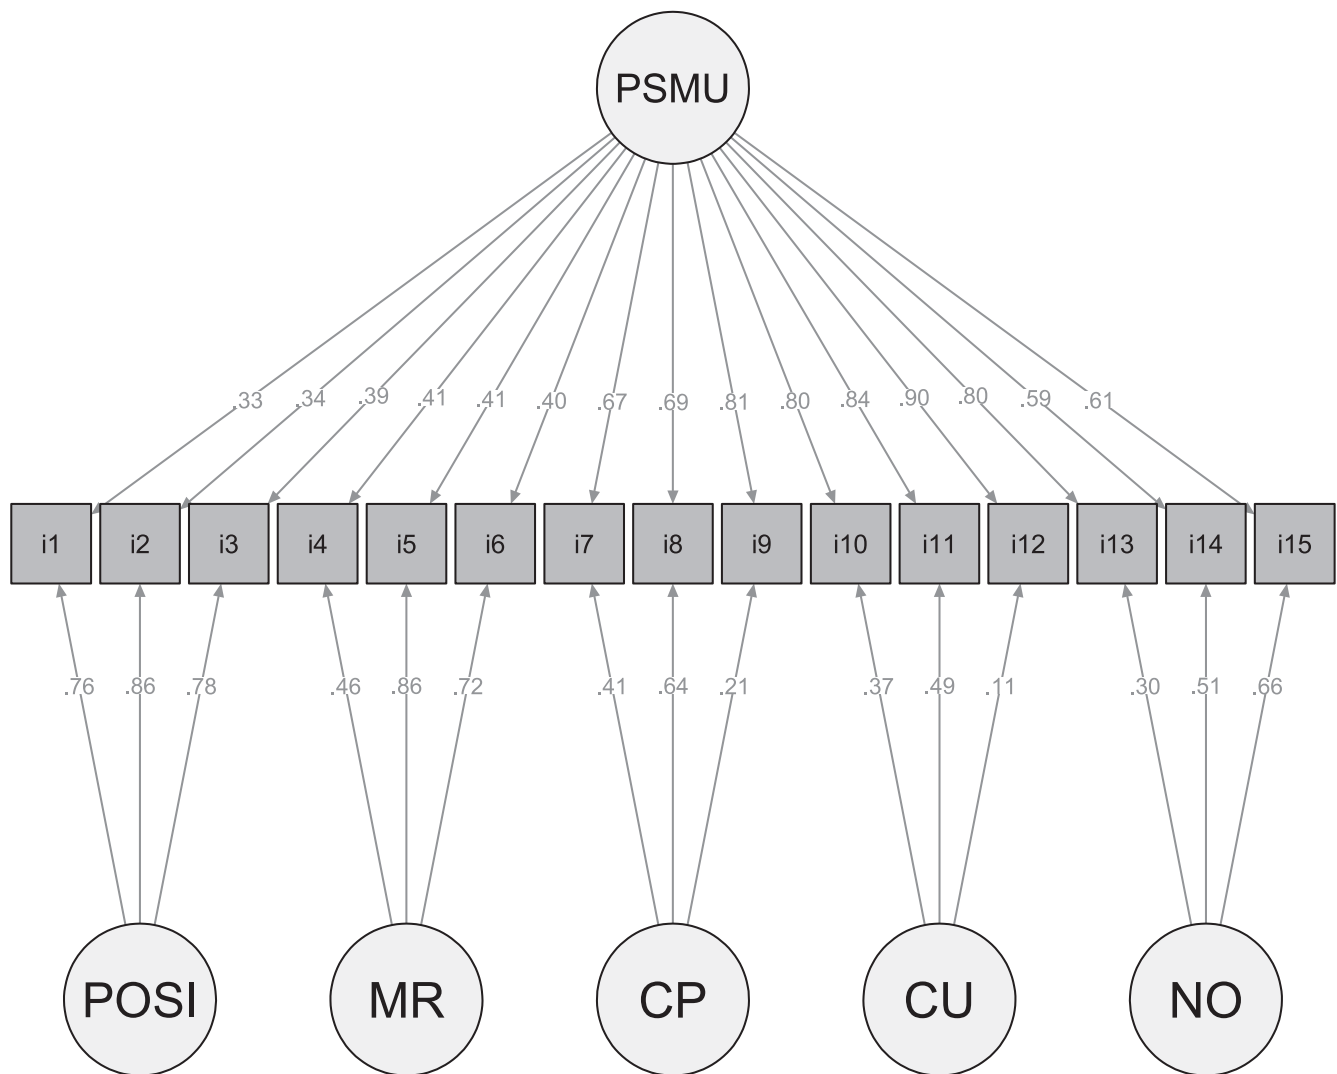 PSMU
.33 .34 .39 .41 .41 .40 .67 .69 .81 .80 .84 .90 .80 .59 .61
i1 i2 i3 i4 i5 i6 i7 i8 i9 i10 i11 i12 i13 i14 i15
.76 .86 .78 .46 .86 .72 .41 .64 .21 .37 .49 .11 .30 .51 .66
POSI MR CP CU NO